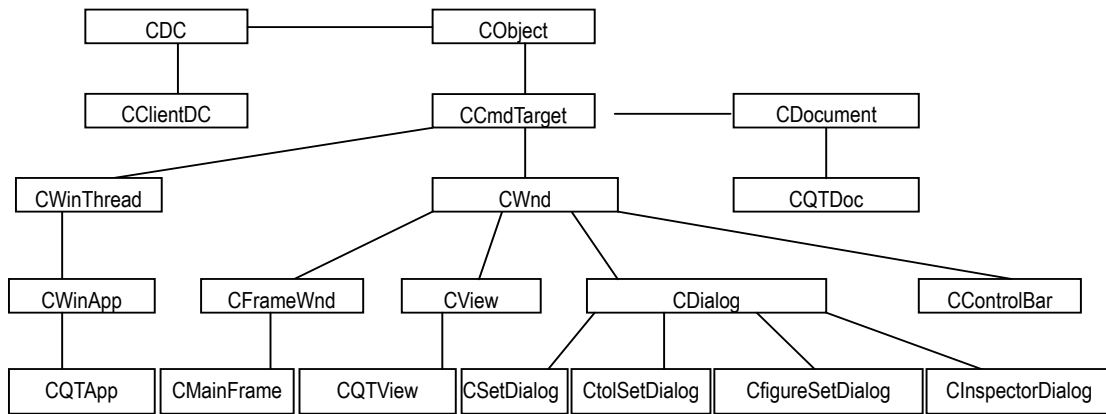 CDC
CObject
CClientDC
CCmdTarget
CDocument
CWinThread
CWnd
CQTDoc
CWinApp
CFrameWnd
CView
CDialog
CControlBar
CQTApp
CMainFrame
CQTView
CSetDialog
CtolSetDialog
CfigureSetDialog
CInspectorDialog